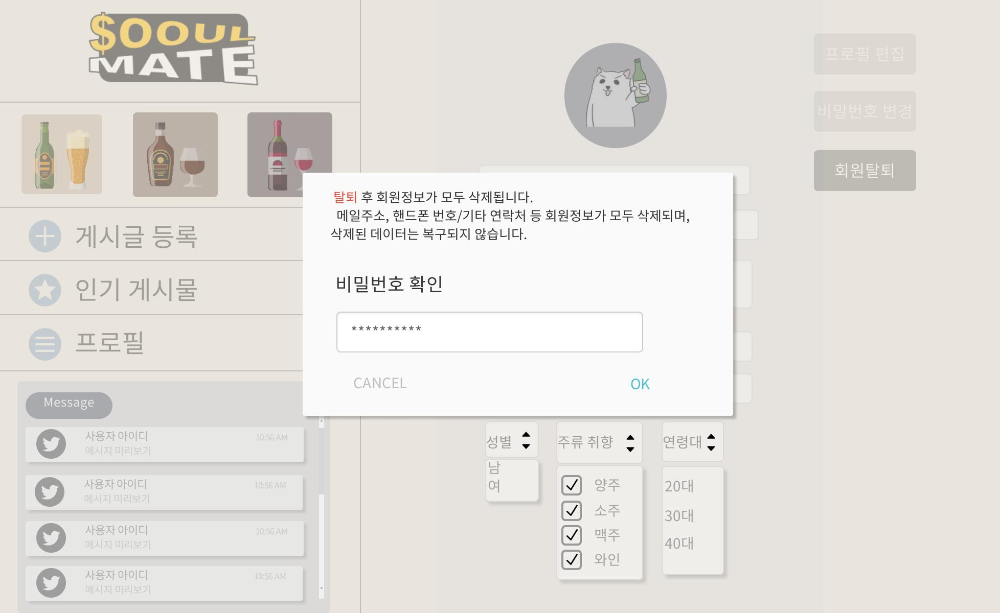 $OOUL
MATE
게시글 등록
인기 게시물
프로필
Message
사용자 아이디
10:56 AM
메시지 미리보기
사용자 아이디
10:56 AM
메시지 미리보기
사용자 아이디
10:56 AM
메시지 미리보기
사용자 아이디
10:56 AM
메시지 미리보기
프로필 편집
비밀번호 변경
회원탈퇴
탈퇴 후 회원정보가 모두 삭제됩니다.
메일주소, 핸드폰 번호/기타 연락처 등 회원정보가 모두 삭제되며,
삭제된 데이터는 복구되지 않습니다.
비밀번호 확인
**********
CANCEL
OK
성별
남
여
주류 취향
양주
소주
맥주
와인
연령대
20대
30대
40대